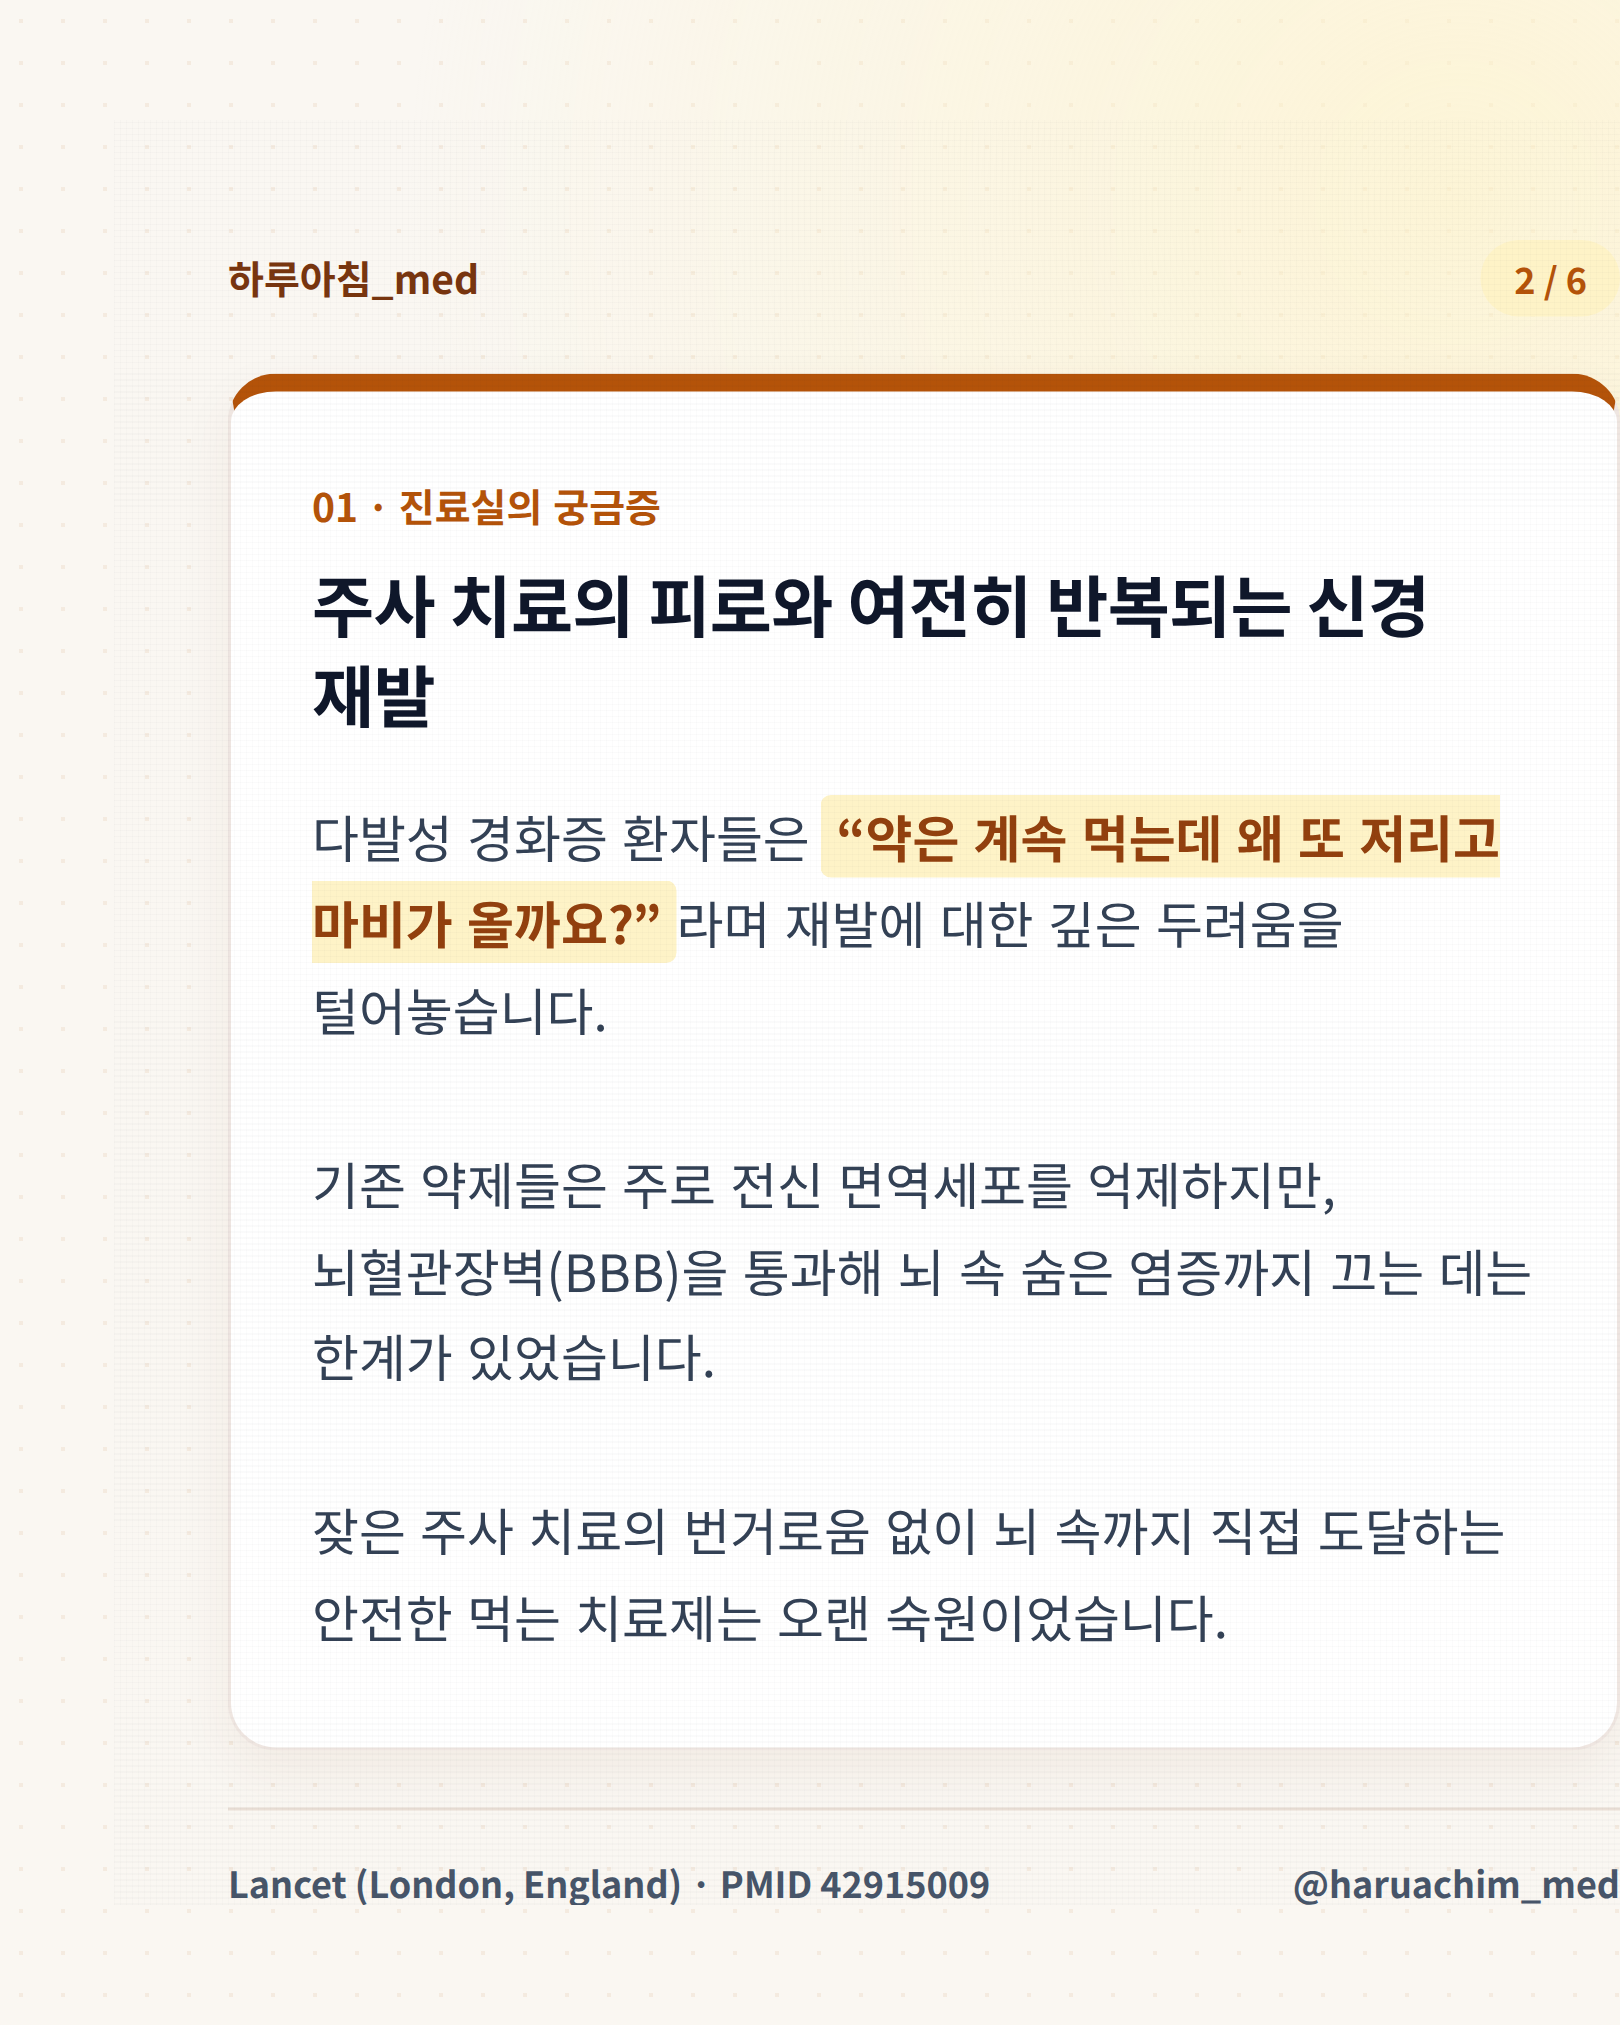 하루아침_med
2 / 6
01 · 진료실의 궁금증
주사 치료의 피로와 여전히 반복되는 신경
재발
다발성 경화증 환자들은 “약은 계속 먹는데 왜 또 저리고
마비가 올까요?” 라며 재발에 대한 깊은 두려움을
털어놓습니다.
기존 약제들은 주로 전신 면역세포를 억제하지만,
뇌혈관장벽(BBB)을 통과해 뇌 속 숨은 염증까지 끄는 데는
한계가 있었습니다.
잦은 주사 치료의 번거로움 없이 뇌 속까지 직접 도달하는
안전한 먹는 치료제는 오랜 숙원이었습니다.
Lancet (London, England) · PMID 42915009
@haruachim_med